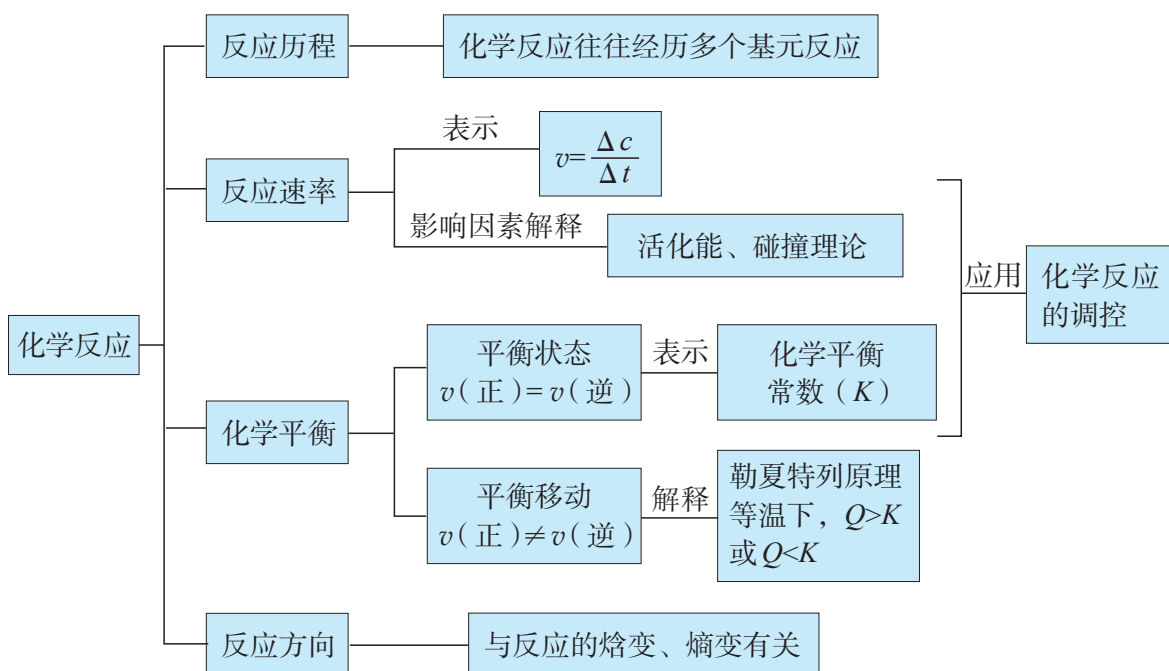 反应历程
化学反应往往经历多个基元反应
表示
v=Δc/Δt
反应速率
影响因素解释
活化能、碰撞理论
应用
化学反应
的调控
化学反应
平衡状态
v(正)=v(逆)
表示
化学平衡
常数(K)
化学平衡
平衡移动
v(正)≠v(逆)
解释
勒夏特列原理
等温下，Q>K
或Q<K
反应方向
与反应的焓变、熵变有关